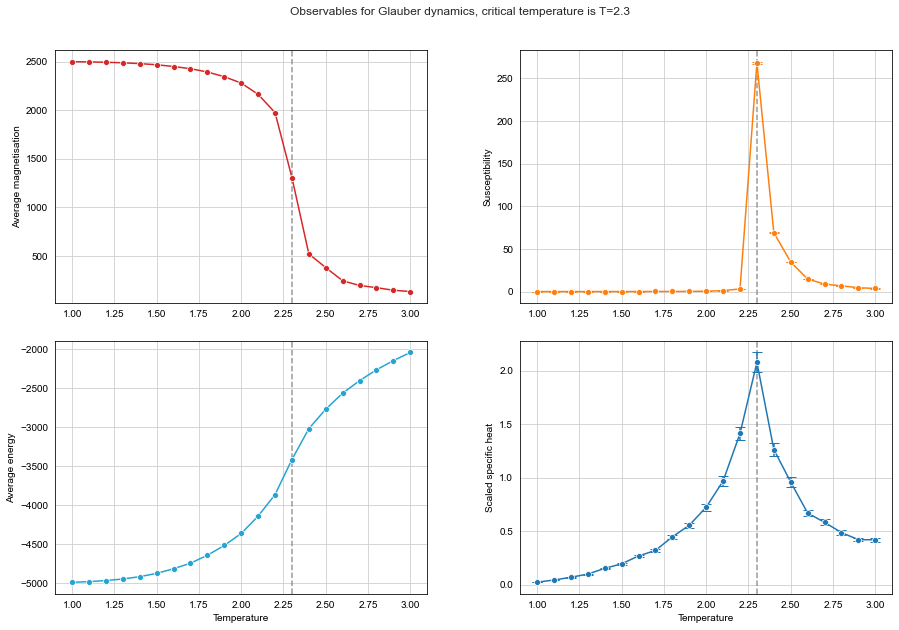 Observables for Glauber dynamics, critical temperature is T=2.3
Average magnetisation
2500
2000
1500
1000
500
1.00 1.25 1.50 1.75 2.00 2.25 2.50 2.75 3.00
Susceptibility
250
200
150
100
50
0
1.00 1.25 1.50 1.75 2.00 2.25 2.50 2.75 3.00
Average energy
−2000
−2500
−3000
−3500
−4000
−4500
−5000
1.00 1.25 1.50 1.75 2.00 2.25 2.50 2.75 3.00
Temperature
Scaled specific heat
2.0
1.5
1.0
0.5
0.0
1.00 1.25 1.50 1.75 2.00 2.25 2.50 2.75 3.00
Temperature